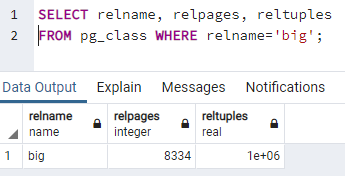 1 SELECT relname, relpages, reltuples
2 FROM pg_class WHERE relname='big';
Data Output Explain Messages Notifications
relname name relpages integer reltuples real
1 big 8334 1e+06